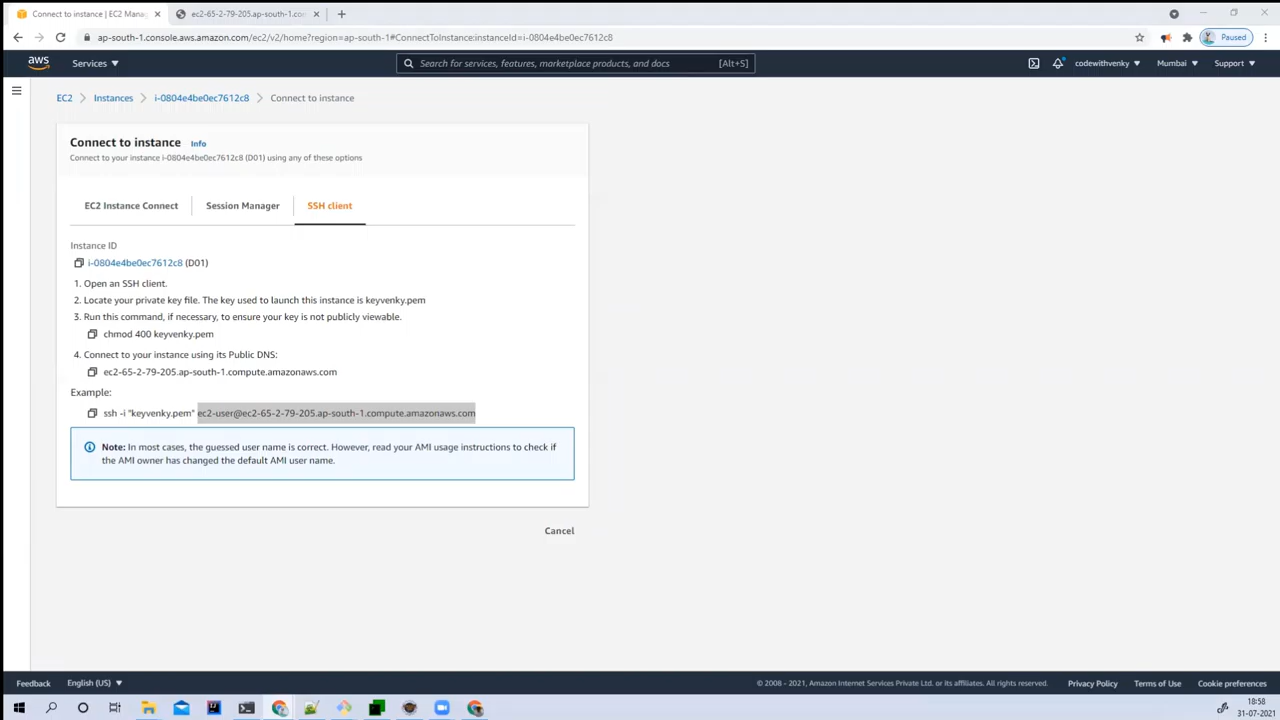 Connect to instance | EC2 Manag
ec2-65-2-79-205.ap-south-1.co
ap-south-1.console.aws.amazon.com/ec2/v2/home?region=ap-south-1#ConnectToInstance:instanceId=i-0804e4be0ec7612c8
Paused
aws
Services
Search for services, features, marketplace products, and docs
[Alt+S]
codewithvenky
Mumbai
Support
EC2
Instances
i-0804e4be0ec7612c8
Connect to instance
Connect to instance Info
Connect to your instance i-0804e4be0ec7612c8 (D01) using any of these options
EC2 Instance Connect
Session Manager
SSH client
Instance ID
i-0804e4be0ec7612c8 (D01)
1. Open an SSH client.
2. Locate your private key file. The key used to launch this instance is keyvenky.pem
3. Run this command, if necessary, to ensure your key is not publicly viewable.
chmod 400 keyvenky.pem
4. Connect to your instance using its Public DNS:
ec2-65-2-79-205.ap-south-1.compute.amazonaws.com
Example:
ssh -i "keyvenky.pem" ec2-user@ec2-65-2-79-205.ap-south-1.compute.amazonaws.com
Note: In most cases, the guessed user name is correct. However, read your AMI usage instructions to check if
the AMI owner has changed the default AMI user name.
Cancel
Feedback
English (US)
© 2008 - 2021, Amazon Internet Services Private Ltd. or its affiliates. All rights reserved.
Privacy Policy
Terms of Use
Cookie preferences
18:58
31-07-2021